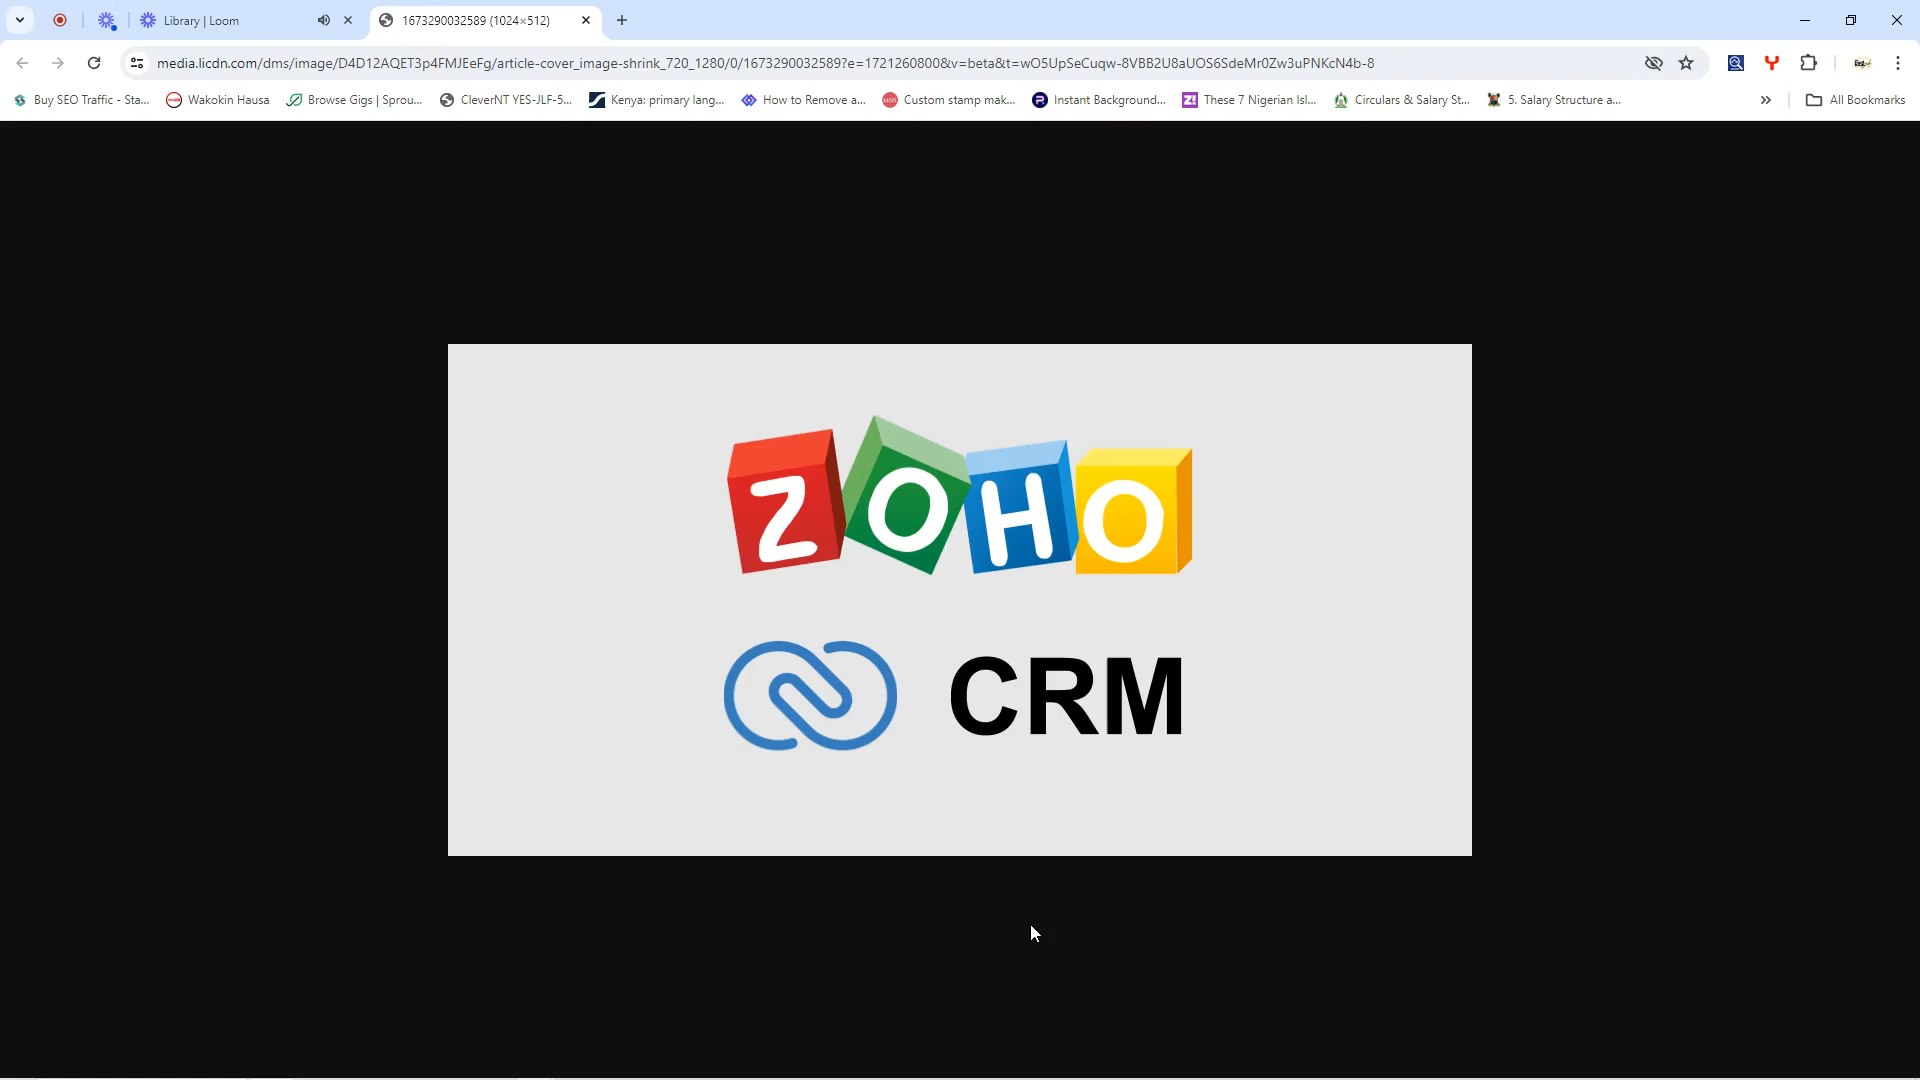 Library | Loom
1673290032589 (1024×512)
media.licdn.com/dms/image/D4D12AQET3p4FMJEeFg/article-cover_image-shrink_720_1280/0/1673290032589?e=1721260800&v=beta&t=wO5UpSeCuqw-8VBB2U8aUOS6SdeMr0Zw3uPNKcN4b-8
Buy SEO Traffic - Sta...
Wakokin Hausa
Browse Gigs | Sprou...
CleverNT YES-JLF-5...
Kenya: primary lang...
How to Remove a...
Custom stamp mak...
Instant Background...
These 7 Nigerian Isl...
Circulars & Salary St...
5. Salary Structure a...
All Bookmarks
ZOHO
CRM